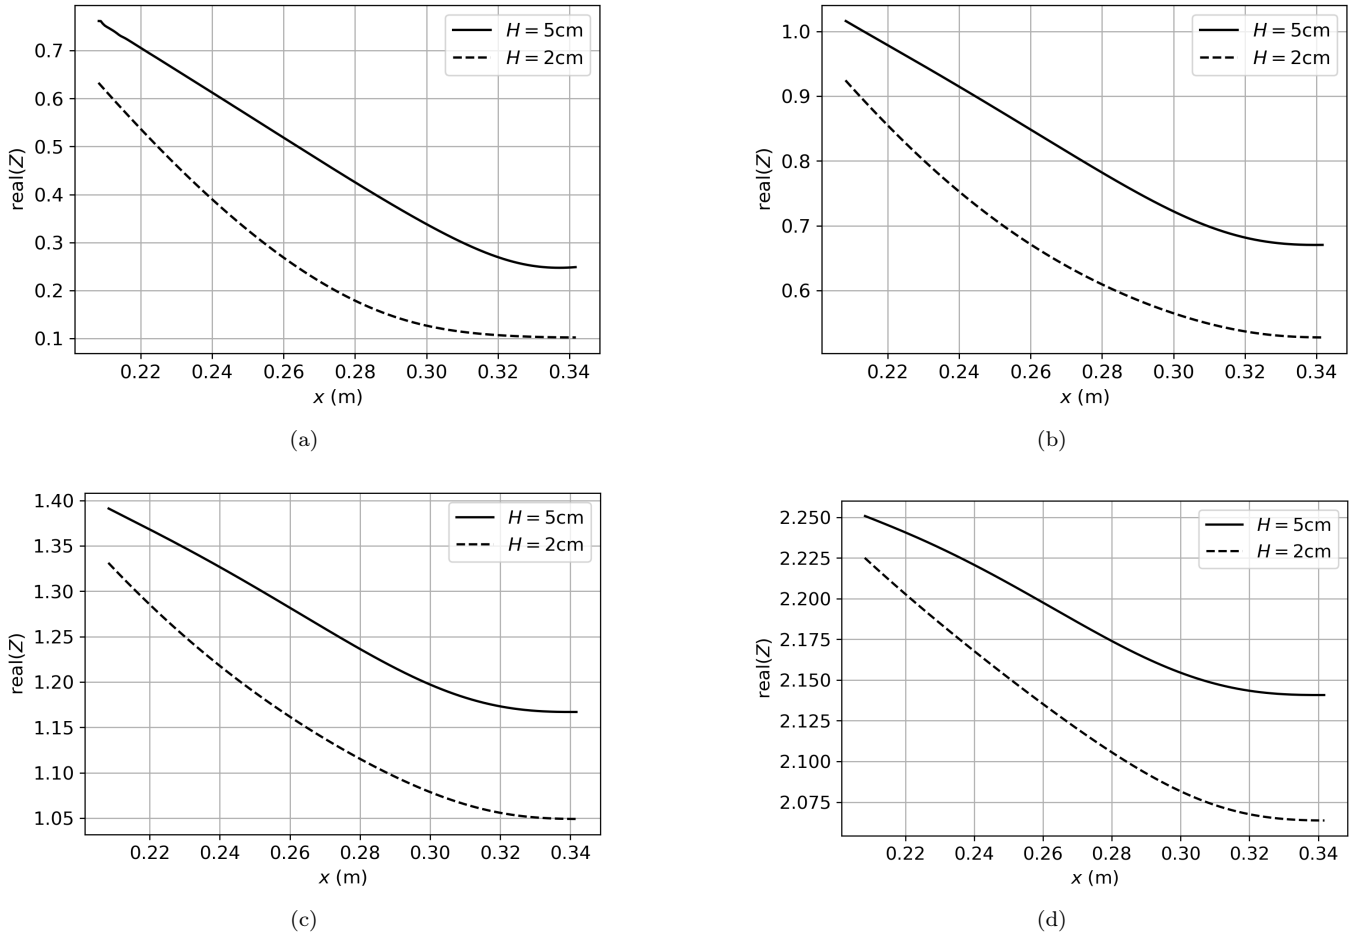 0.7
0.6
0.5
0.4
0.3
0.2
0.1
real(Z)
H = 5cm
H = 2cm
0.22 0.24 0.26 0.28 0.30 0.32 0.34
x (m)
(a)
1.0
0.9
0.8
0.7
0.6
real(Z)
H = 5cm
H = 2cm
0.22 0.24 0.26 0.28 0.30 0.32 0.34
x (m)
(b)
1.40
1.35
1.30
1.25
1.20
1.15
1.10
1.05
real(Z)
H = 5cm
H = 2cm
0.22 0.24 0.26 0.28 0.30 0.32 0.34
x (m)
(c)
2.250
2.225
2.200
2.175
2.150
2.125
2.100
2.075
real(Z)
H = 5cm
H = 2cm
0.22 0.24 0.26 0.28 0.30 0.32 0.34
x (m)
(d)